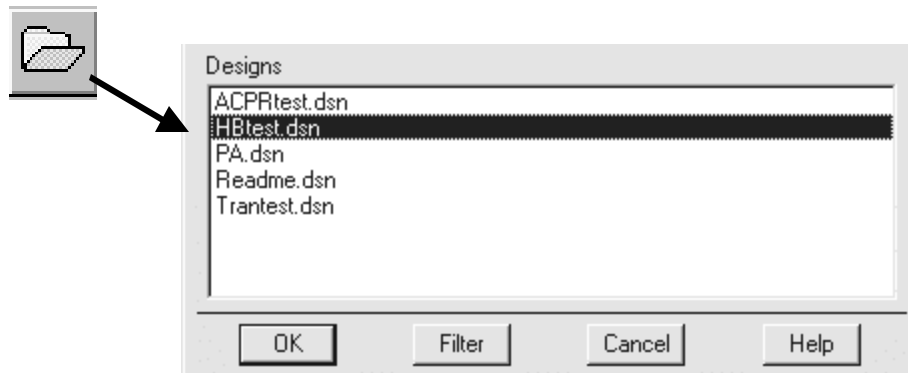 Designs
ACPRtest.dsn
HBtest.dsn
PA.dsn
Readme.dsn
Trantest.dsn
OK Filter Cancel Help